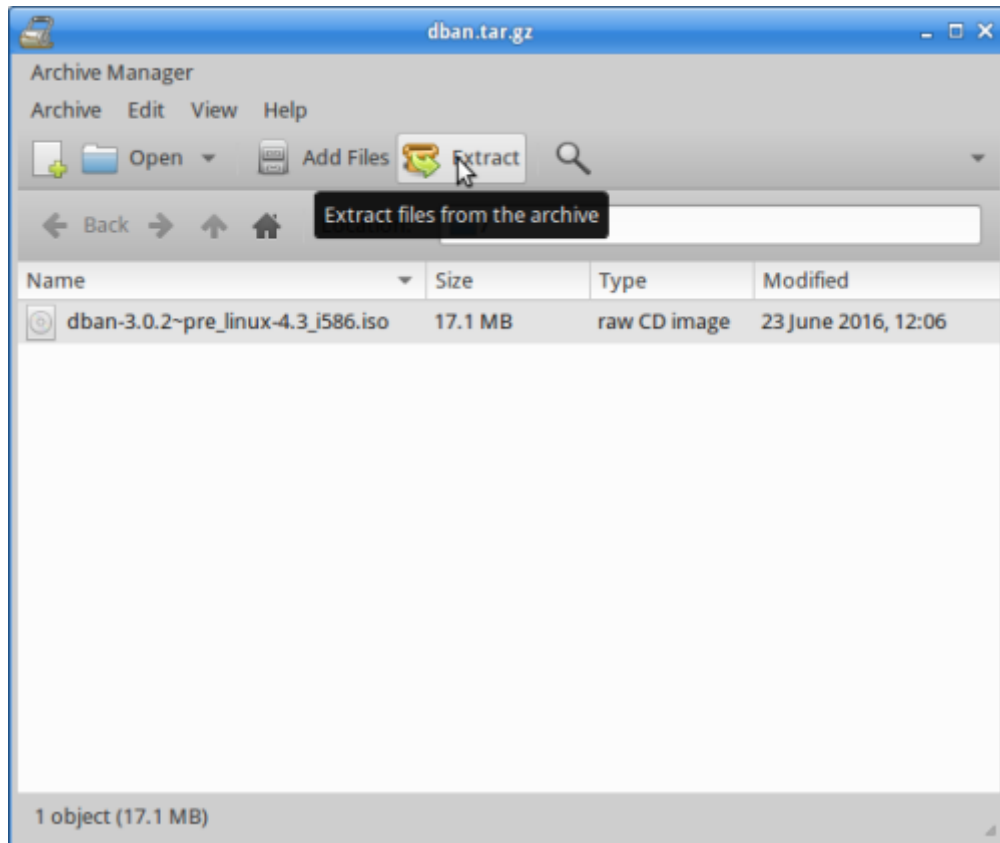 dban.tar.gz
Archive Manager
Archive Edit View Help
Open Add Files Extract
Back Extract files from the archive
Name Size Type Modified
dban-3.0.2~pre_linux-4.3_i586.iso 17.1 MB raw CD image 23 June 2016, 12:06
1 object (17.1 MB)